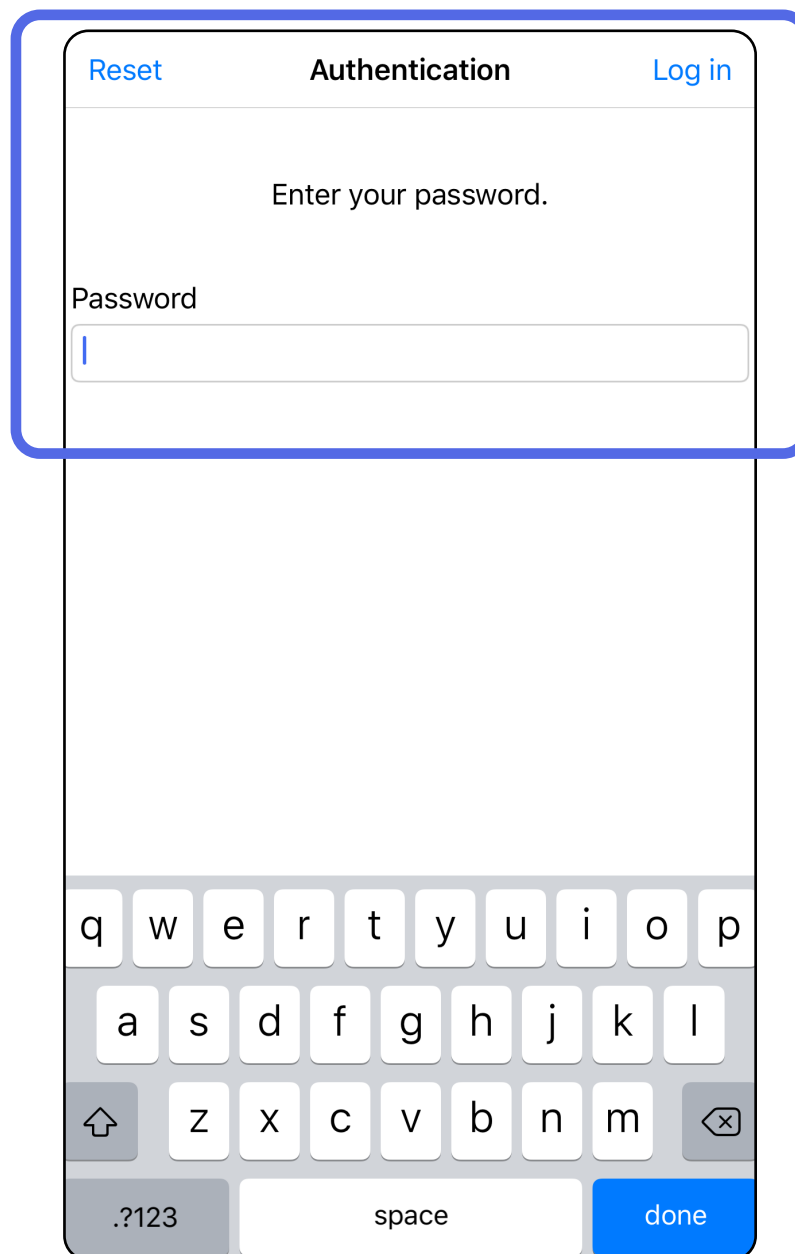 Reset Authentication Log in
Enter your password.
Password
q w e r t y u i o p
a s d f g h j k l
z x c v b n m
.?123 space done